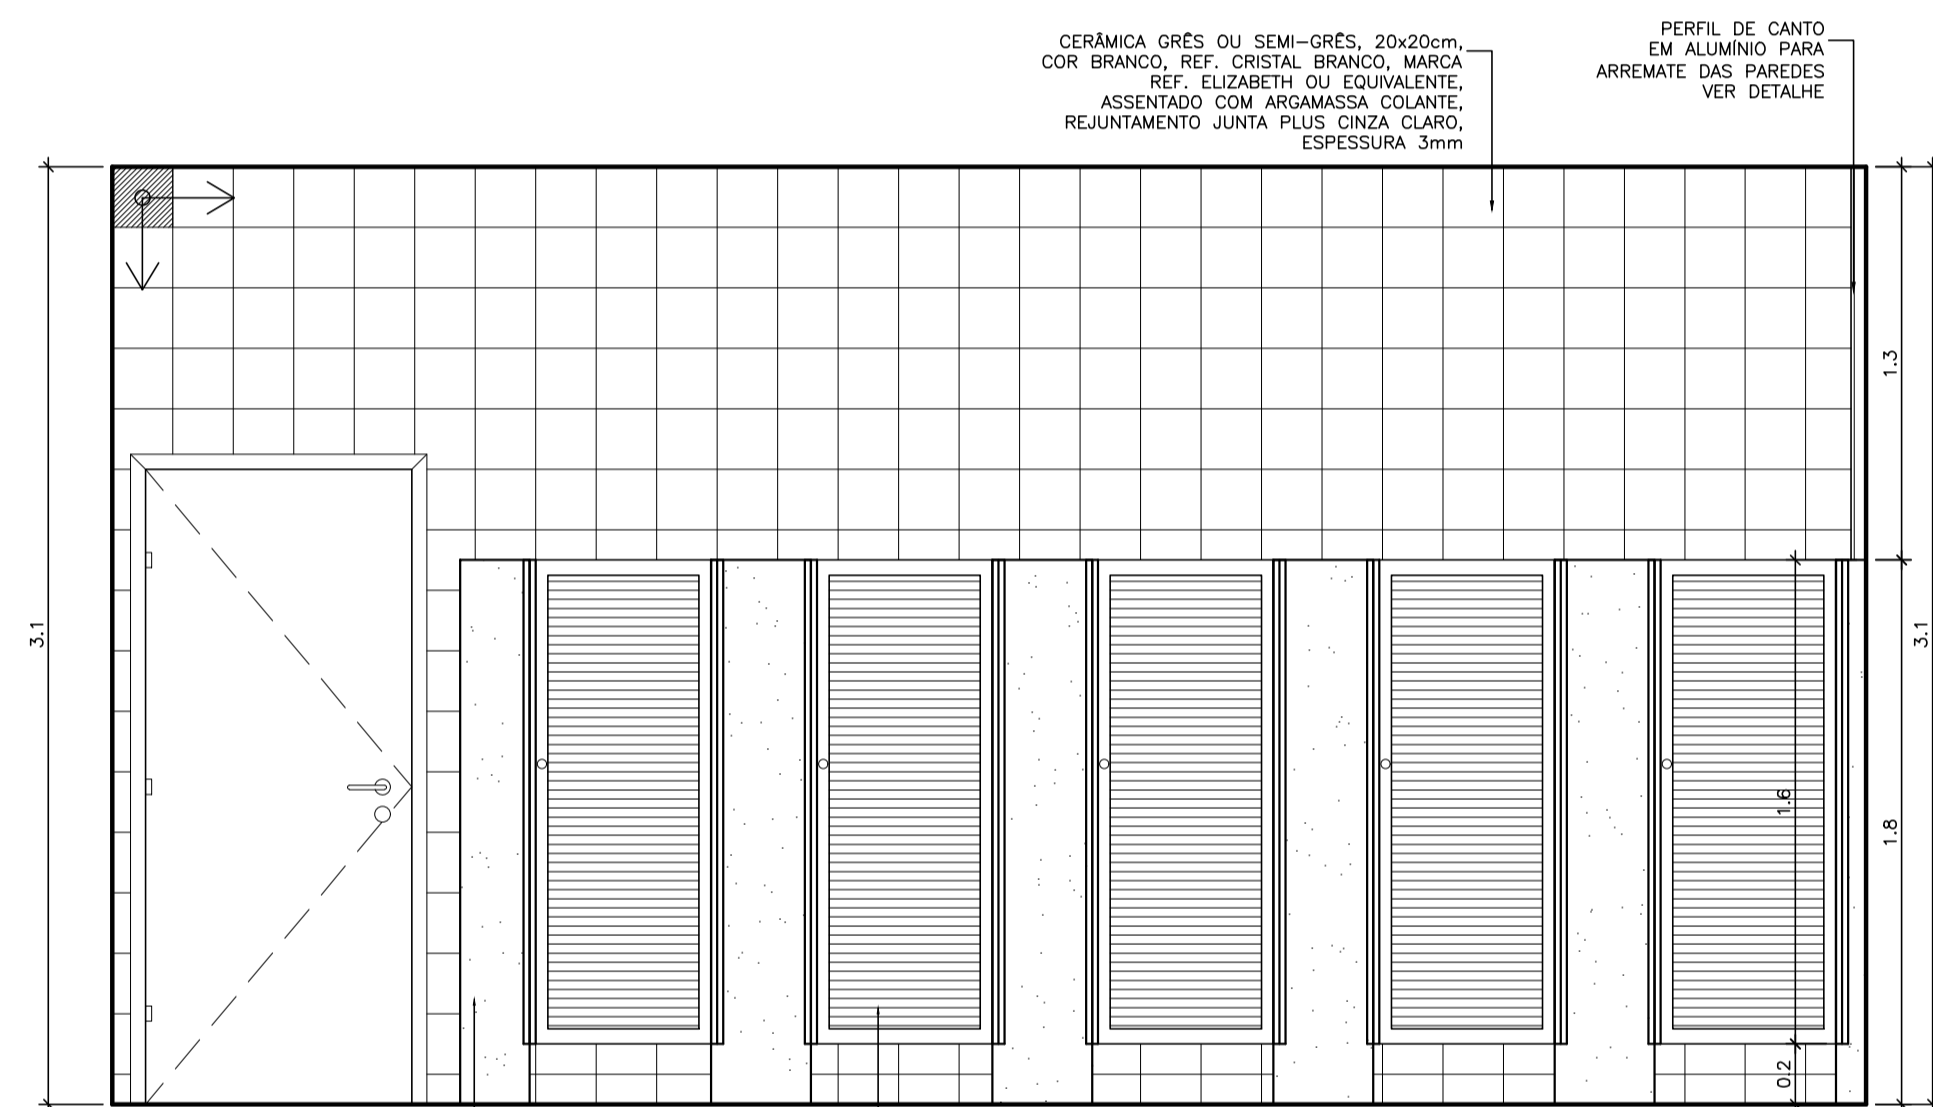 CERÂMICA GRÊS OU SEMI-GRÊS, 20x20cm,
COR BRANCO, REF. CRISTAL BRANCO, MARCA
REF. ELIZABETH OU EQUIVALENTE,
ASSENTADO COM ARGAMASSA COLANTE,
REJUNTAMENTO JUNTA PLUS CINZA CLARO,
ESPESSURA 3mm
PERFIL DE CANTO
EM ALUMÍNIO PARA
ARREMATE DAS PAREDES
VER DETALHE
3.1
1.3
3.1
1.6
1.8
0.2